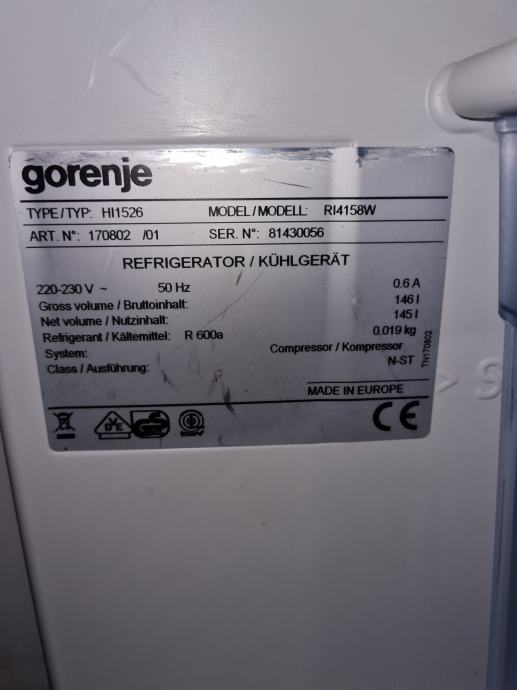 gorenje
TYPE/TYP: HI1526 MODEL/MODELL: RI4158W
ART. N°: 170802 /01 SER. N°: 81430056
REFRIGERATOR / KÜHLGERÄT
220-230 V ~ 50 Hz 0.6 A
Gross volume / Bruttoinhalt: 146 l
Net volume / Nutzinhalt: 145 l
Refrigerant / Kältemittel: R 600a 0.019 kg
System: Compressor / Kompressor
Class / Ausführung: N-ST
TN170802
MADE IN EUROPE
CE